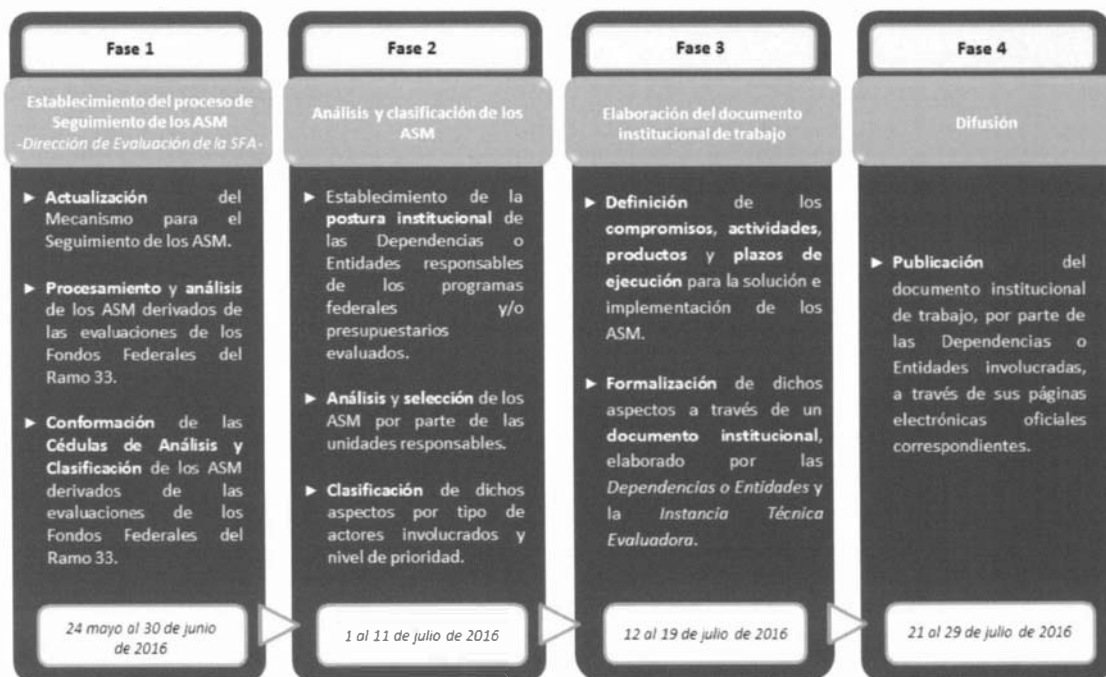 Fase 1
Establecimiento del proceso de
Seguimiento de los ASM
-Dirección de Evaluación de la SFA-
► Actualización del
Mecanismo para el
Seguimiento de los ASM.
► Procesamiento y análisis
de los ASM derivados de
las evaluaciones de los
Fondos Federales del
Ramo 33.
► Conformación de las
Cédulas de Análisis y
Clasificación de los ASM
derivados de las
evaluaciones de los
Fondos Federales del
Ramo 33.
24 mayo al 30 de junio
de 2016
Fase 2
Análisis y clasificación de los
ASM
► Establecimiento de la
postura institucional de
las Dependencias o
Entidades responsables
de los programas
federales y/o
presupuestarios
evaluados.
► Análisis y selección de los
ASM por parte de las
unidades responsables.
► Clasificación de dichos
aspectos por tipo de
actores involucrados y
nivel de prioridad.
1 al 11 de julio de 2016
Fase 3
Elaboración del documento
institucional de trabajo
► Definición de los
compromisos, actividades,
productos y plazos de
ejecución para la solución e
implementación de los
ASM.
► Formalización de dichos
aspectos a través de un
documento institucional,
elaborado por las
Dependencias o Entidades y
la Instancia Técnica
Evaluadora.
12 al 19 de julio de 2016
Fase 4
Difusión
► Publicación del
documento institucional
de trabajo, por parte de
las Dependencias o
Entidades involucradas,
a través de sus páginas
electrónicas oficiales
correspondientes.
21 al 29 de julio de 2016